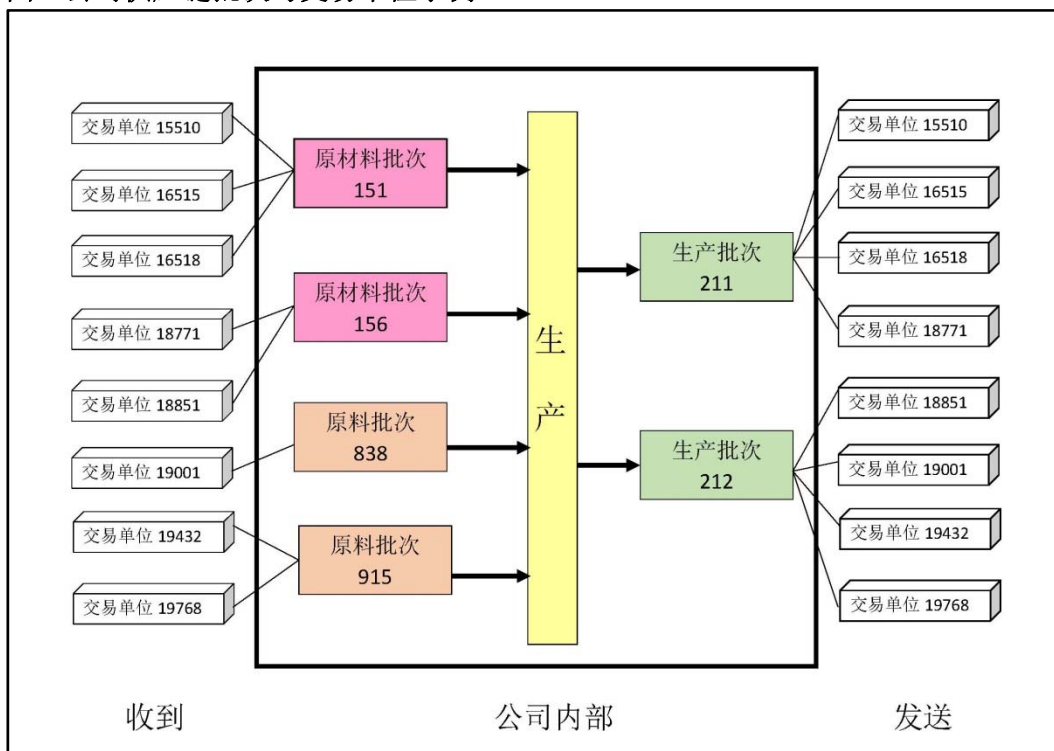 交易单位 15510
交易单位 16515
交易单位 16518
交易单位 18771
交易单位 18851
交易单位 19001
交易单位 19432
交易单位 19768
原材料批次
151
原材料批次
156
原料批次
838
原料批次
915
生
产
生产批次
211
生产批次
212
交易单位 15510
交易单位 16515
交易单位 16518
交易单位 18771
交易单位 18851
交易单位 19001
交易单位 19432
交易单位 19768
收到
公司内部
发送